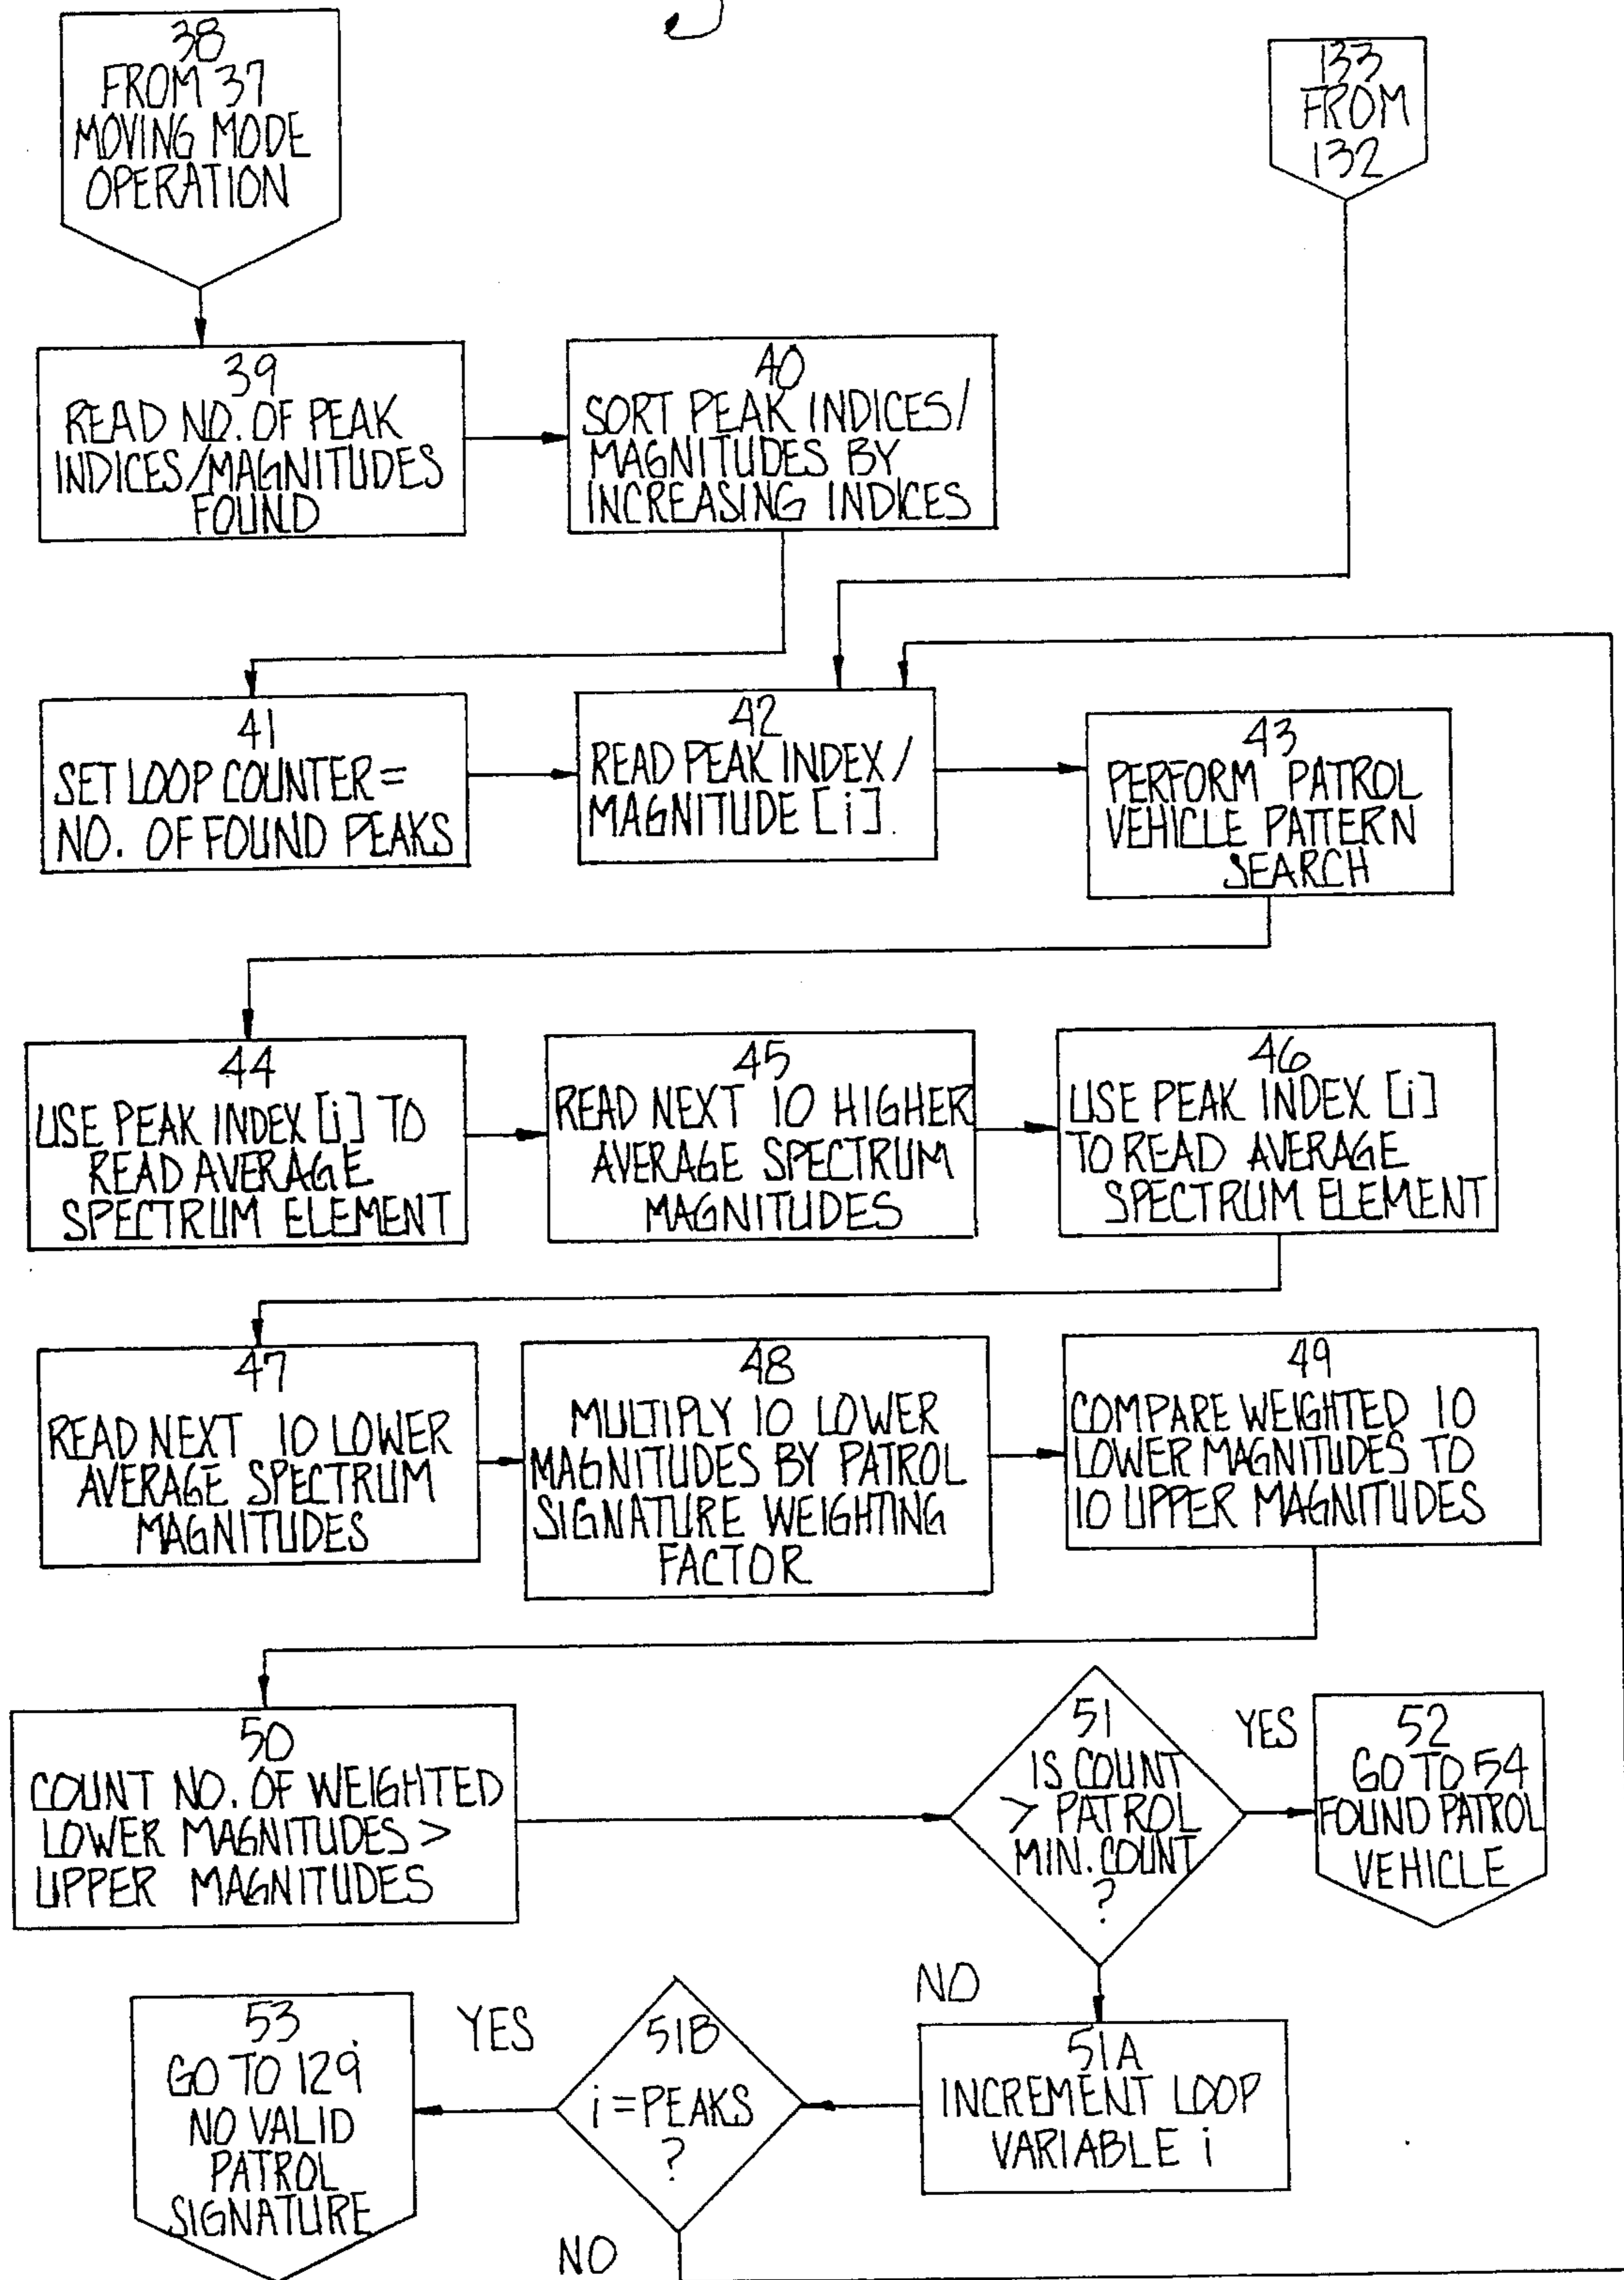 38
FROM 37
MOVING MODE
OPERATION
133
FROM
132
39
READ NO. OF PEAK
INDICES/MAGNITUDES
FOUND
40
SORT PEAK INDICES/
MAGNITUDES BY
INCREASING INDICES
41
SET LOOP COUNTER =
NO. OF FOUND PEAKS
42
READ PEAK INDEX/
MAGNITUDE [i].
43
PERFORM PATROL
VEHICLE PATTERN
SEARCH
44
USE PEAK INDEX [i] TO
READ AVERAGE
SPECTRUM ELEMENT
45
READ NEXT 10 HIGHER
AVERAGE SPECTRUM
MAGNITUDES
46
USE PEAK INDEX [i]
TO READ AVERAGE
SPECTRUM ELEMENT
47
READ NEXT 10 LOWER
AVERAGE SPECTRUM
MAGNITUDES
48
MULTIPLY 10 LOWER
MAGNITUDES BY PATROL
SIGNATURE WEIGHTING
FACTOR
49
COMPARE WEIGHTED 10
LOWER MAGNITUDES TO
10 UPPER MAGNITUDES
50
COUNT NO. OF WEIGHTED
LOWER MAGNITUDES >
UPPER MAGNITUDES
51
IS COUNT
> PATROL
MIN. COUNT
?
YES
52
GO TO 54
FOUND PATROL
VEHICLE
NO
51A
INCREMENT LOOP
VARIABLE i
51B
i = PEAKS
?
YES
53
GO TO 129
NO VALID
PATROL
SIGNATURE
NO